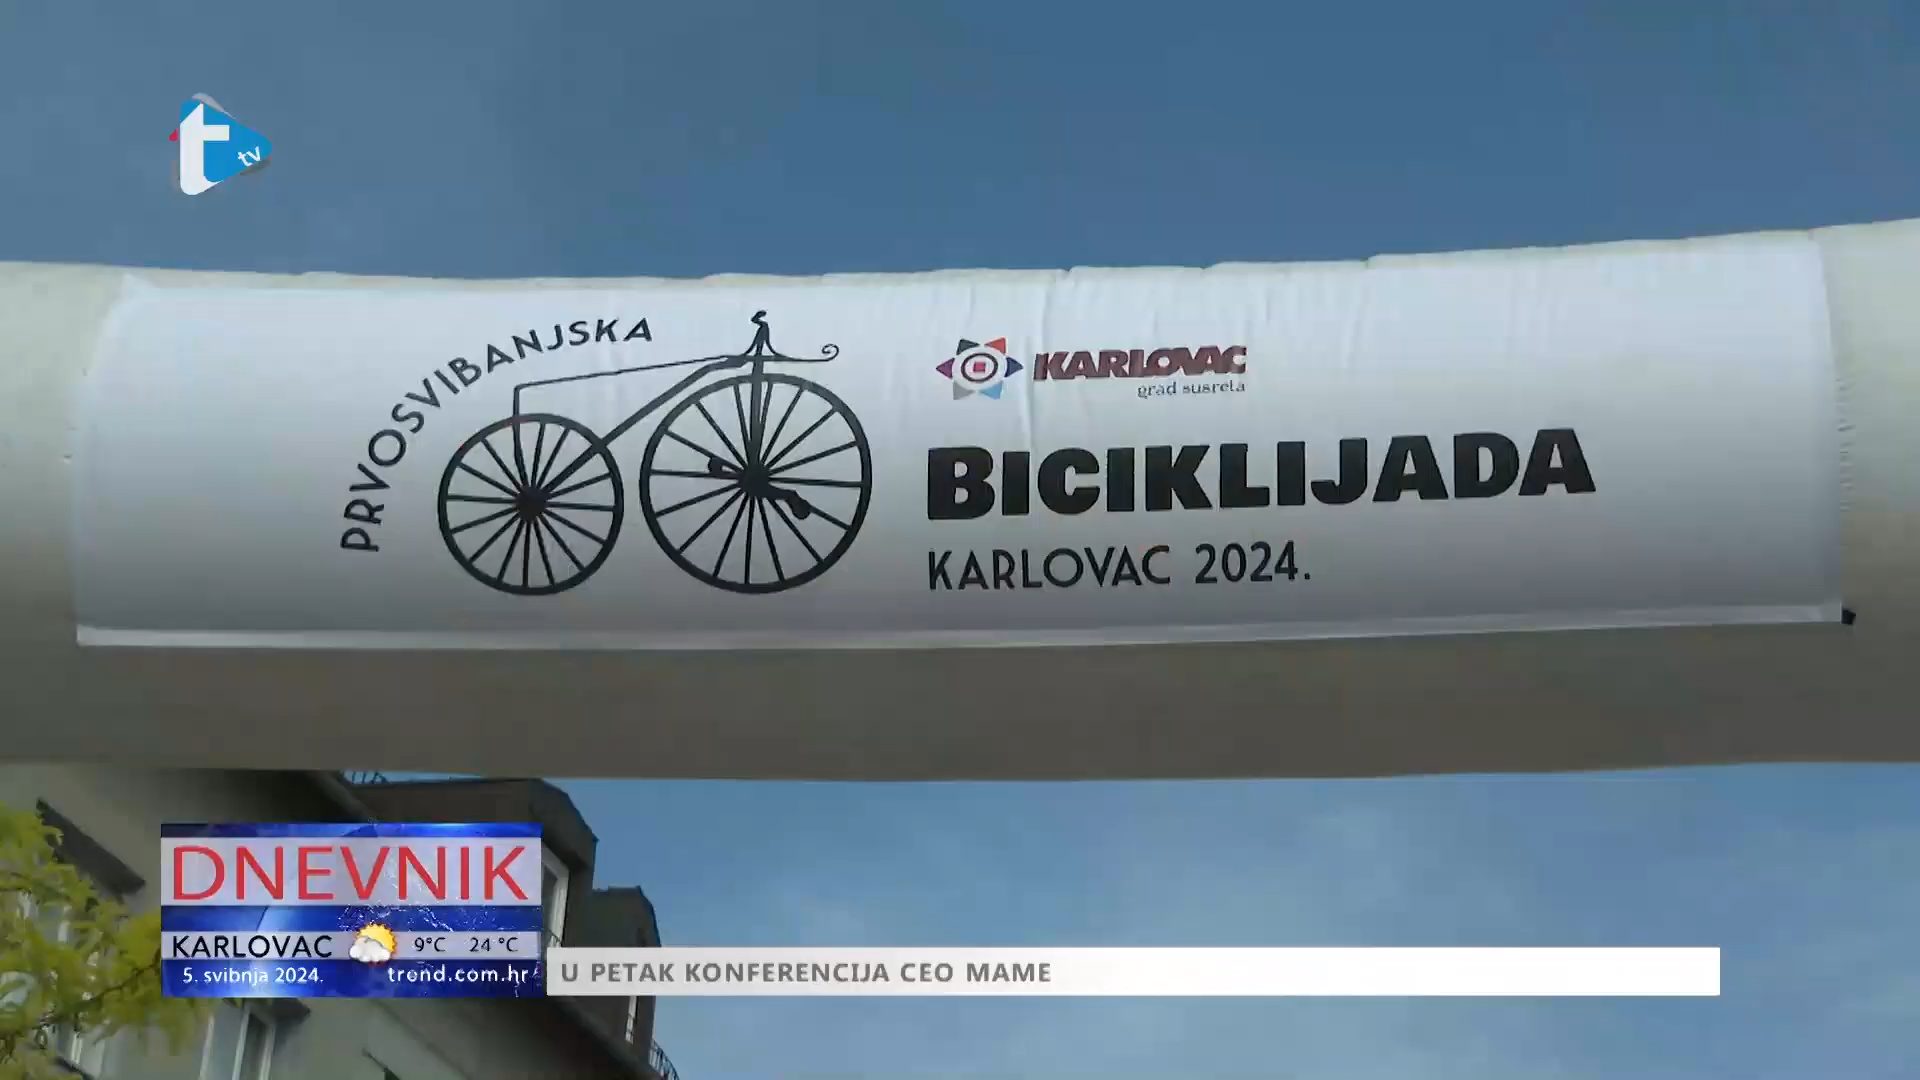 t
tv
PRVOSVIBANJSKA
KARLOVAC
grad susreta
BICIKLIJADA
KARLOVAC 2024.
DNEVNIK
KARLOVAC 9°C 24 °C
5. svibnja 2024. trend.com.hr
U PETAK KONFERENCIJA CEO MAME